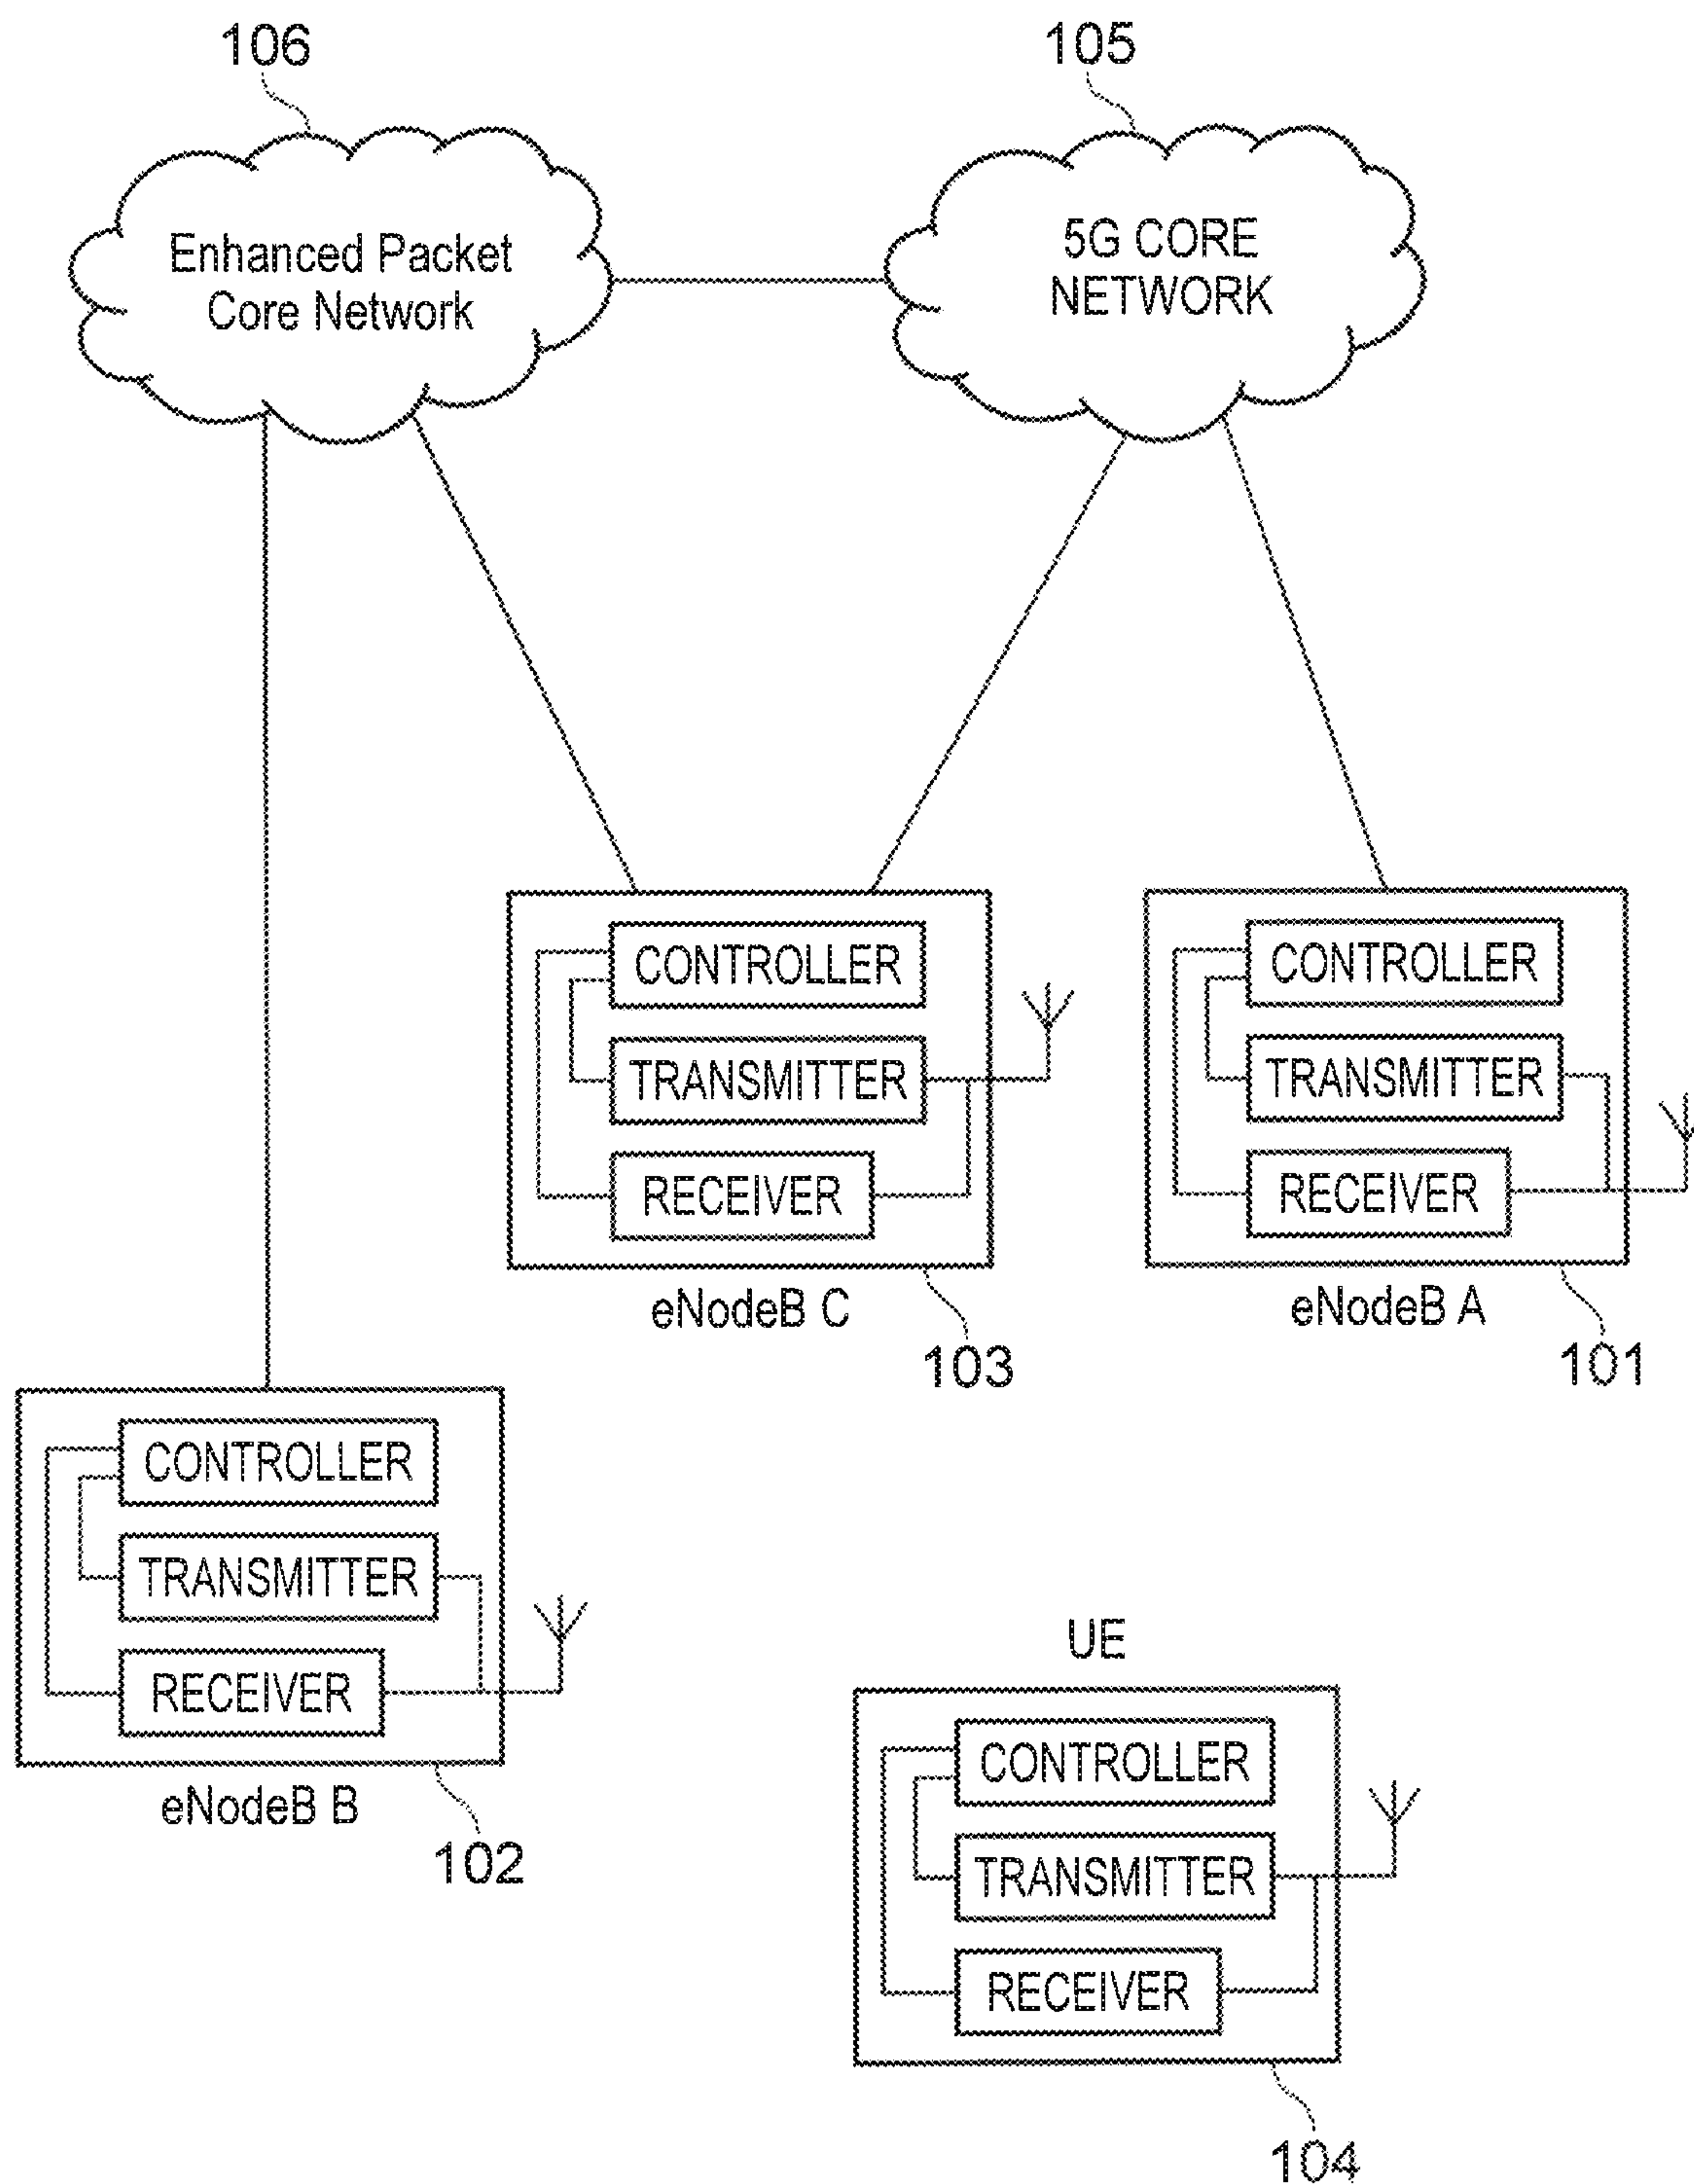 106
105
Enhanced Packet
Core Network
5G CORE
NETWORK
CONTROLLER
TRANSMITTER
RECEIVER
eNodeB C
103
CONTROLLER
TRANSMITTER
RECEIVER
eNodeB A
101
CONTROLLER
TRANSMITTER
RECEIVER
eNodeB B
102
UE
CONTROLLER
TRANSMITTER
RECEIVER
104